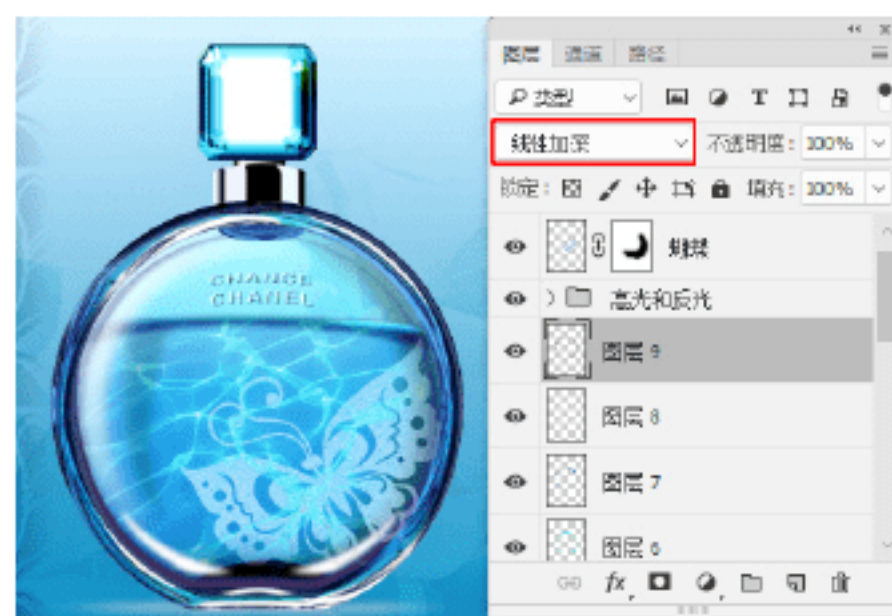 图层 通道 路径
类型
线性加深 不透明度: 100%
锁定: 填充: 100%
蝴蝶
高光和反光
图层 9
图层 8
图层 7
图层 6
fx
CHANCE
CHANEL